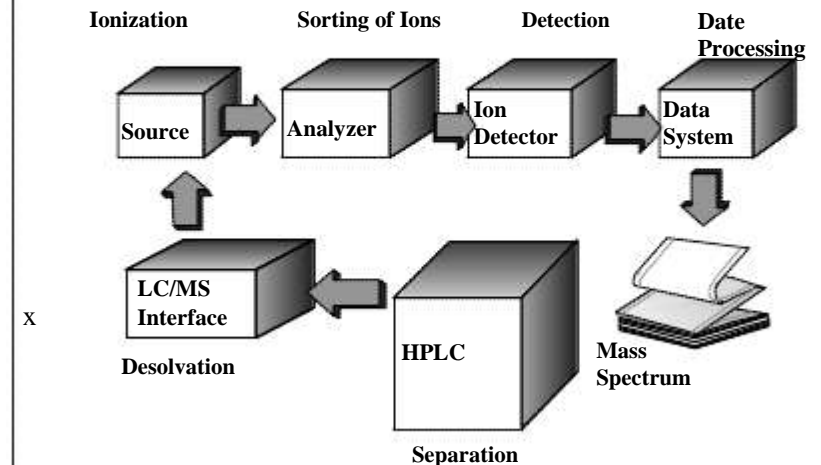 Ionization
Sorting of Ions
Detection
Date
Processing
Source
Analyzer
Ion
Detector
Data
System
LC/MS
Interface
HPLC
Mass
Spectrum
x
Desolvation
Separation